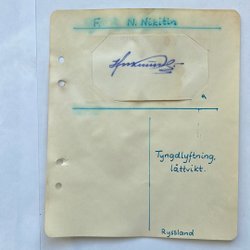 N. Nikitin
Tyngdlyftning,
lättvikt.
Ryssland